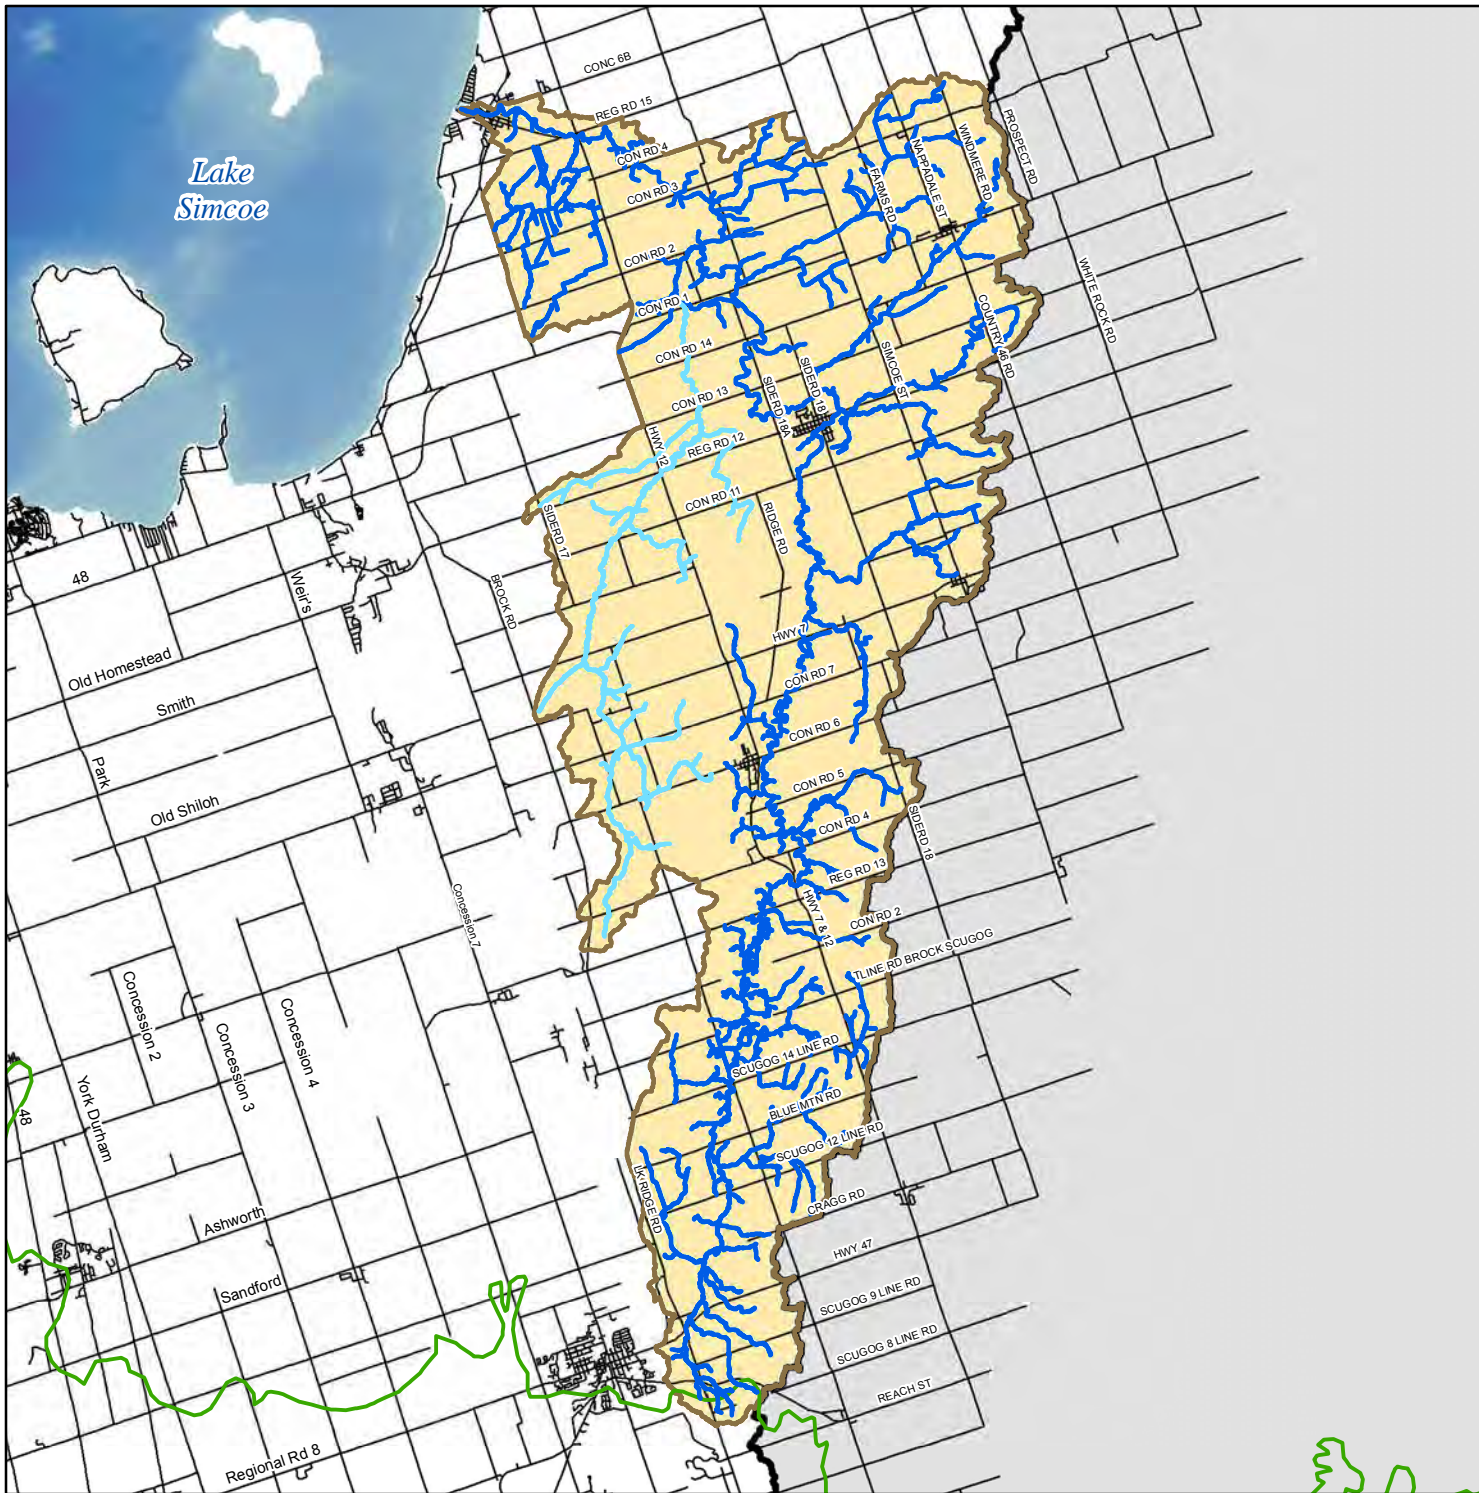 CONC 6B
REG RD 15
CON RD 4
CON RD 3
CON RD 2
CON RD 1
CON RD 14
CON RD 13
REG RD 12
CON RD 11
Lake
Simcoe
PROSPECT RD
WINDMERE RD
NAPPADALE ST
FARMS RD
WHITE ROCK RD
COUNTRY 46 RD
SIMCOE ST
SIDERD 18
SIDERD 18A
HWY 12
RIDGE RD
SIDERD 17
BROCK RD
48
Weir's
Old Homestead
Smith
Park
Old Shiloh
HWY 7
CON RD 7
CON RD 6
CON RD 5
CON RD 4
SIDERD 18
REG RD 13
HWY 7 & 12
CON RD 2
TLINE RD BROCK SCUGOG
Concession 7
Concession 2
Concession 3
Concession 4
SCUGOG 14 LINE RD
BLUE MTN RD
SCUGOG 12 LINE RD
CRAGG RD
LK RIDGE RD
48
York Durham
Ashworth
Sandford
HWY 47
SCUGOG 9 LINE RD
SCUGOG 8 LINE RD
REACH ST
Regional Rd 8